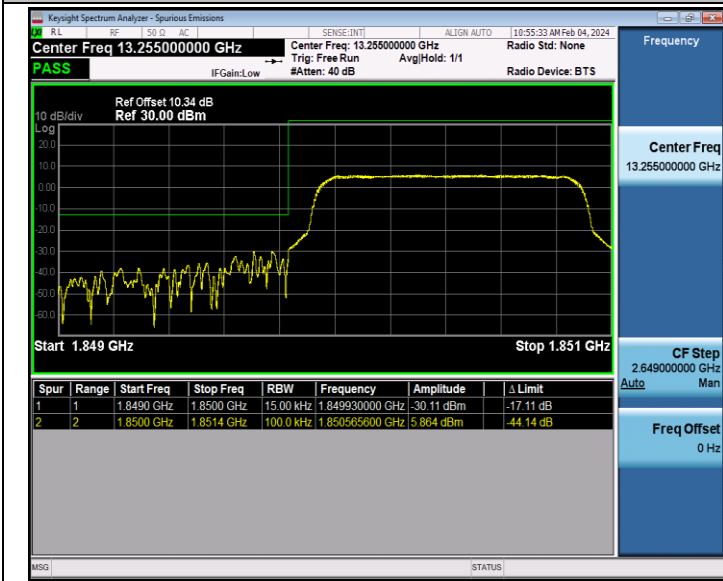 Keysight Spectrum Analyzer - Spurious Emissions
LXI RL RF 50 Ω AC SENSE:INT ALIGN AUTO 10:55:33 AM Feb 04, 2024
Center Freq 13.255000000 GHz
Center Freq: 13.255000000 GHz
Radio Std: None
Trig: Free Run Avg|Hold: 1/1
PASS
IFGain:Low
#Atten: 40 dB
Radio Device: BTS
Ref Offset 10.34 dB
10 dB/div Ref 30.00 dBm
Log
20.0
10.0
0.00
-10.0
-20.0
-30.0
-40.0
-50.0
-60.0
Start 1.849 GHz Stop 1.851 GHz
Spur Range Start Freq Stop Freq RBW Frequency Amplitude Δ Limit
1 1 1.8490 GHz 1.8500 GHz 15.00 kHz 1.849930000 GHz -30.11 dBm -17.11 dB
2 2 1.8500 GHz 1.8514 GHz 100.0 kHz 1.850565600 GHz 5.864 dBm -44.14 dB
MSG STATUS
Frequency
Center Freq
13.255000000 GHz
CF Step
2.649000000 GHz
Auto Man
Freq Offset
0 Hz